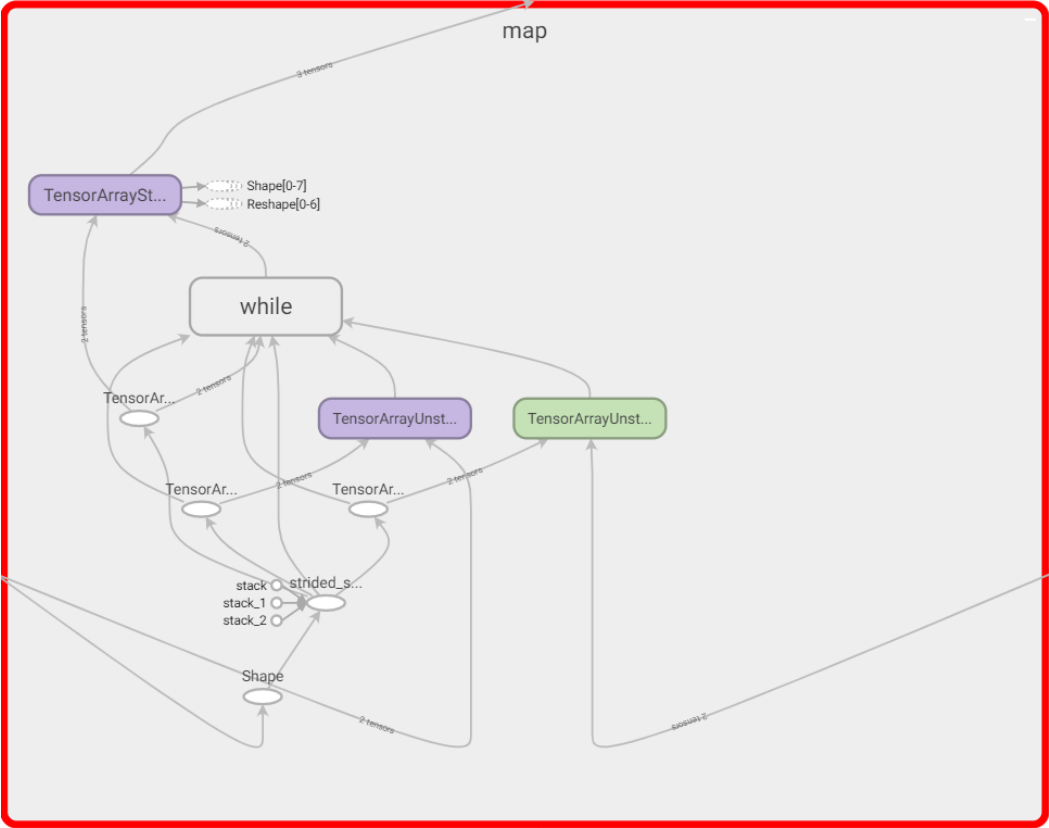 map
3 tensors
TensorArraySt...
Shape[0-7]
Reshape[0-6]
2 tensors
while
2 tensors
2 tensors
TensorAr...
TensorArrayUnst...
TensorArrayUnst...
2 tensors
2 tensors
TensorAr...
TensorAr...
stack
strided_s...
stack_1
stack_2
Shape
2 tensors
2 tensors